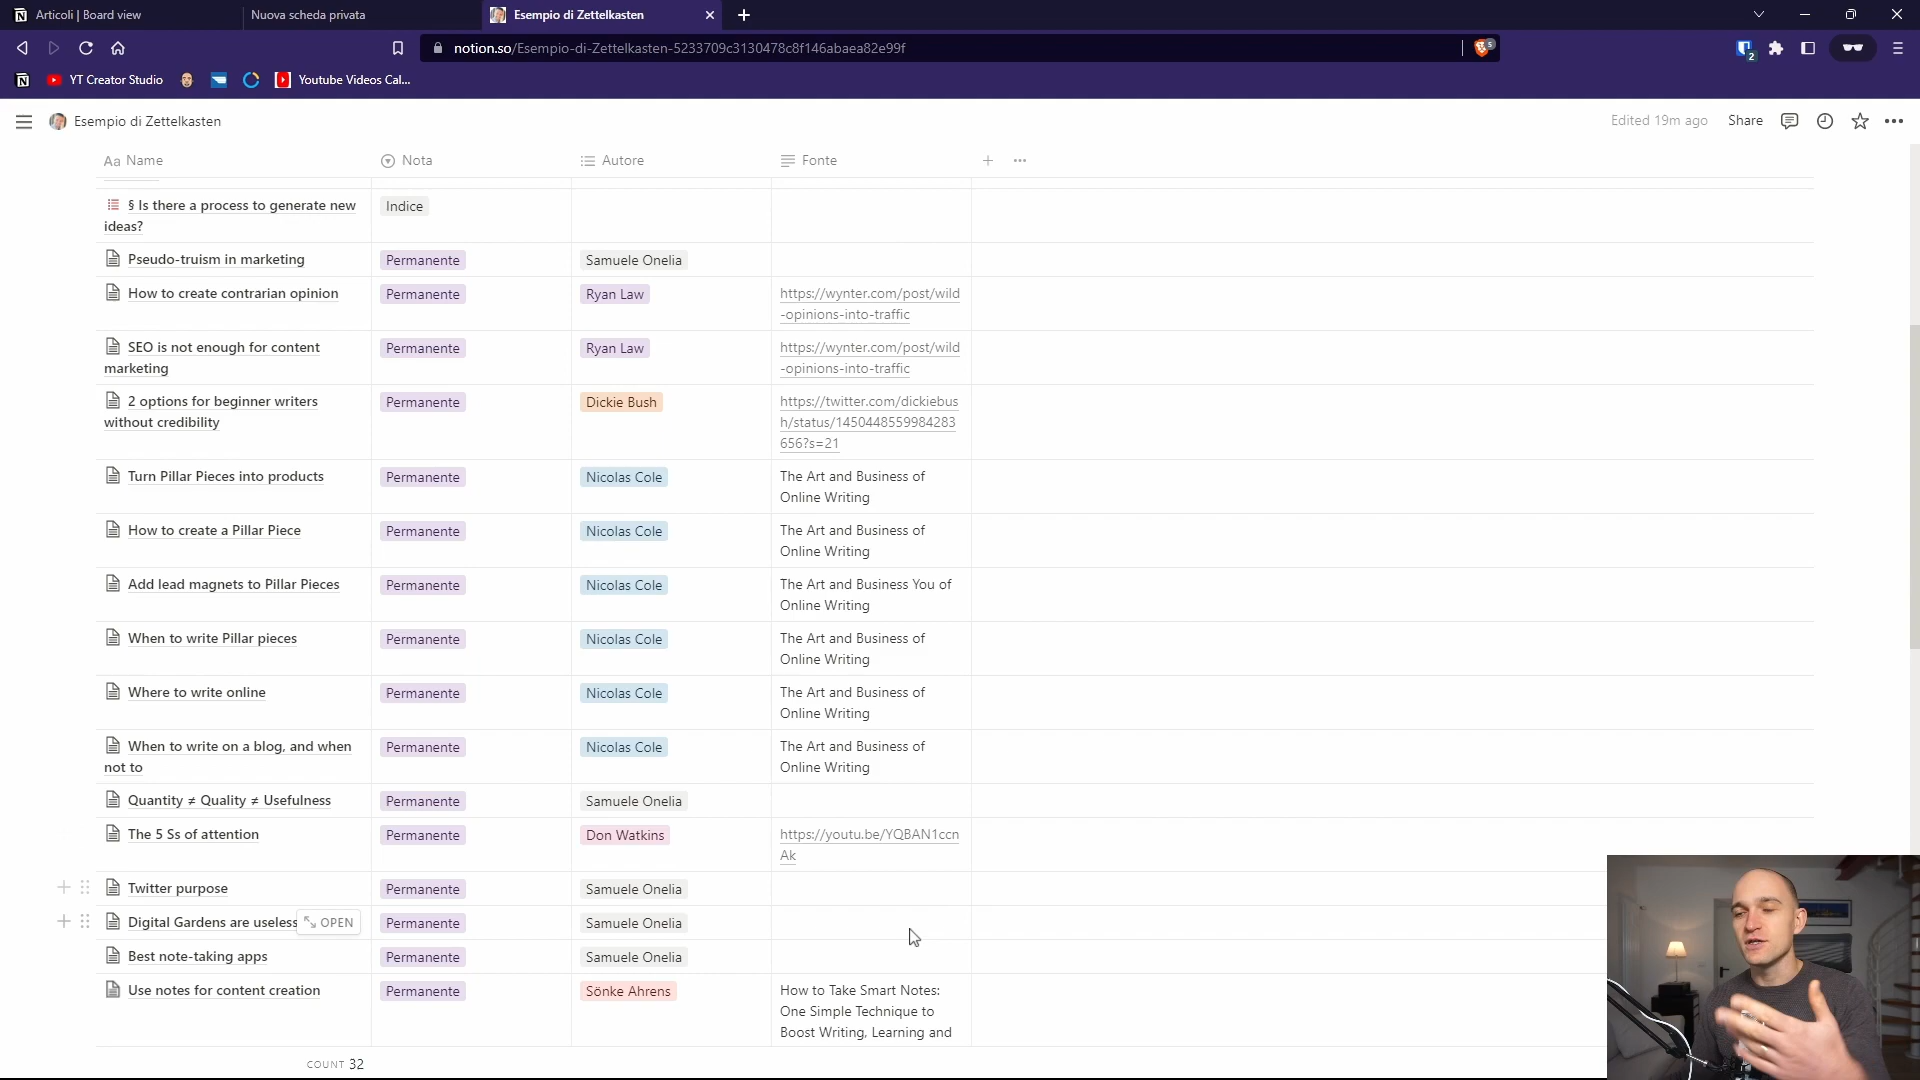 Articoli | Board view
Nuova scheda privata
Esempio di Zettelkasten
notion.so/Esempio-di-Zettelkasten-5233709c3130478c8f146abaea82e99f
5
2
YT Creator Studio
Youtube Videos Cal...
Esempio di Zettelkasten
Edited 19m ago
Share
Aa Name
Nota
Autore
Fonte
§ Is there a process to generate new
ideas?
Indice
Pseudo-truism in marketing
Permanente
Samuele Onelia
How to create contrarian opinion
Permanente
Ryan Law
https://wynter.com/post/wild
-opinions-into-traffic
SEO is not enough for content
marketing
Permanente
Ryan Law
https://wynter.com/post/wild
-opinions-into-traffic
2 options for beginner writers
without credibility
Permanente
Dickie Bush
https://twitter.com/dickiebus
h/status/1450448559984283
656?s=21
Turn Pillar Pieces into products
Permanente
Nicolas Cole
The Art and Business of
Online Writing
How to create a Pillar Piece
Permanente
Nicolas Cole
The Art and Business of
Online Writing
Add lead magnets to Pillar Pieces
Permanente
Nicolas Cole
The Art and Business You of
Online Writing
When to write Pillar pieces
Permanente
Nicolas Cole
The Art and Business of
Online Writing
Where to write online
Permanente
Nicolas Cole
The Art and Business of
Online Writing
When to write on a blog, and when
not to
Permanente
Nicolas Cole
The Art and Business of
Online Writing
Quantity ≠ Quality ≠ Usefulness
Permanente
Samuele Onelia
The 5 Ss of attention
Permanente
Don Watkins
https://youtu.be/YQBAN1ccn
Ak
Twitter purpose
Permanente
Samuele Onelia
Digital Gardens are useless
OPEN
Permanente
Samuele Onelia
Best note-taking apps
Permanente
Samuele Onelia
Use notes for content creation
Permanente
Sönke Ahrens
How to Take Smart Notes:
One Simple Technique to
Boost Writing, Learning and
COUNT 32